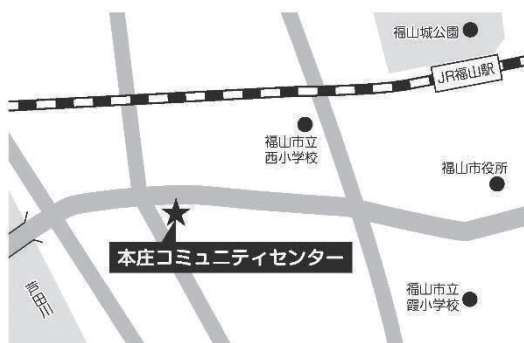 福山城公園
JR福山駅
福山市立
西小学校
福山市役所
本庄コミュニティセンター
芦田川
福山市立
霞小学校